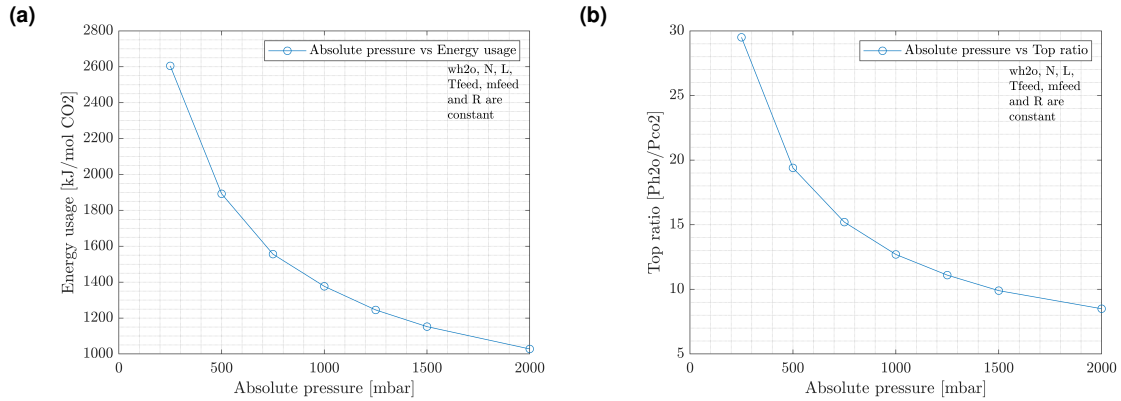 (a)
2800
2600
2400
2200
2000
1800
1600
1400
1200
1000
Energy usage [kJ/mol CO2]
Absolute pressure vs Energy usage
wh2o, N, L,
Tfeed, mfeed
and R are
constant
0 500 1000 1500 2000
Absolute pressure [mbar]
(b)
30
25
20
15
10
5
Top ratio [Ph2o/Pco2]
Absolute pressure vs Top ratio
wh2o, N, L,
Tfeed, mfeed
and R are
constant
0 500 1000 1500 2000
Absolute pressure [mbar]